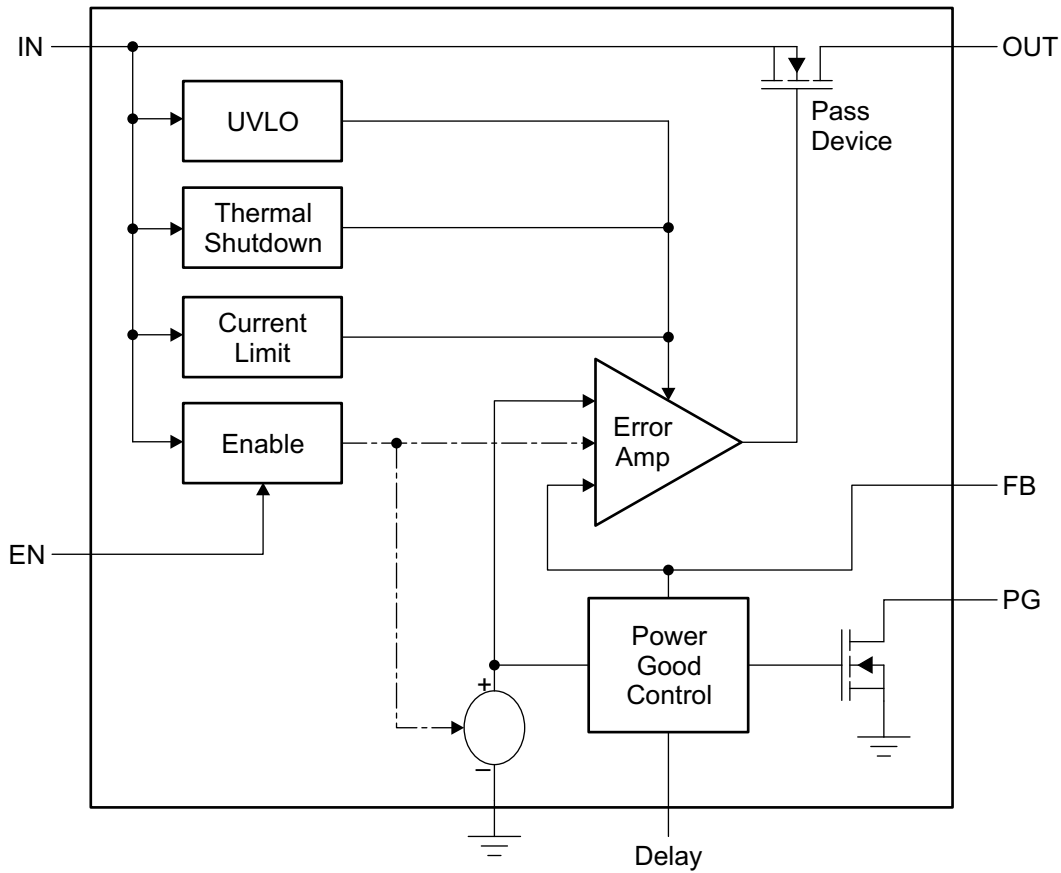 IN
OUT
Pass
Device
UVLO
Thermal
Shutdown
Current
Limit
Enable
Error
Amp
FB
EN
PG
Power
Good
Control
+
−
Delay